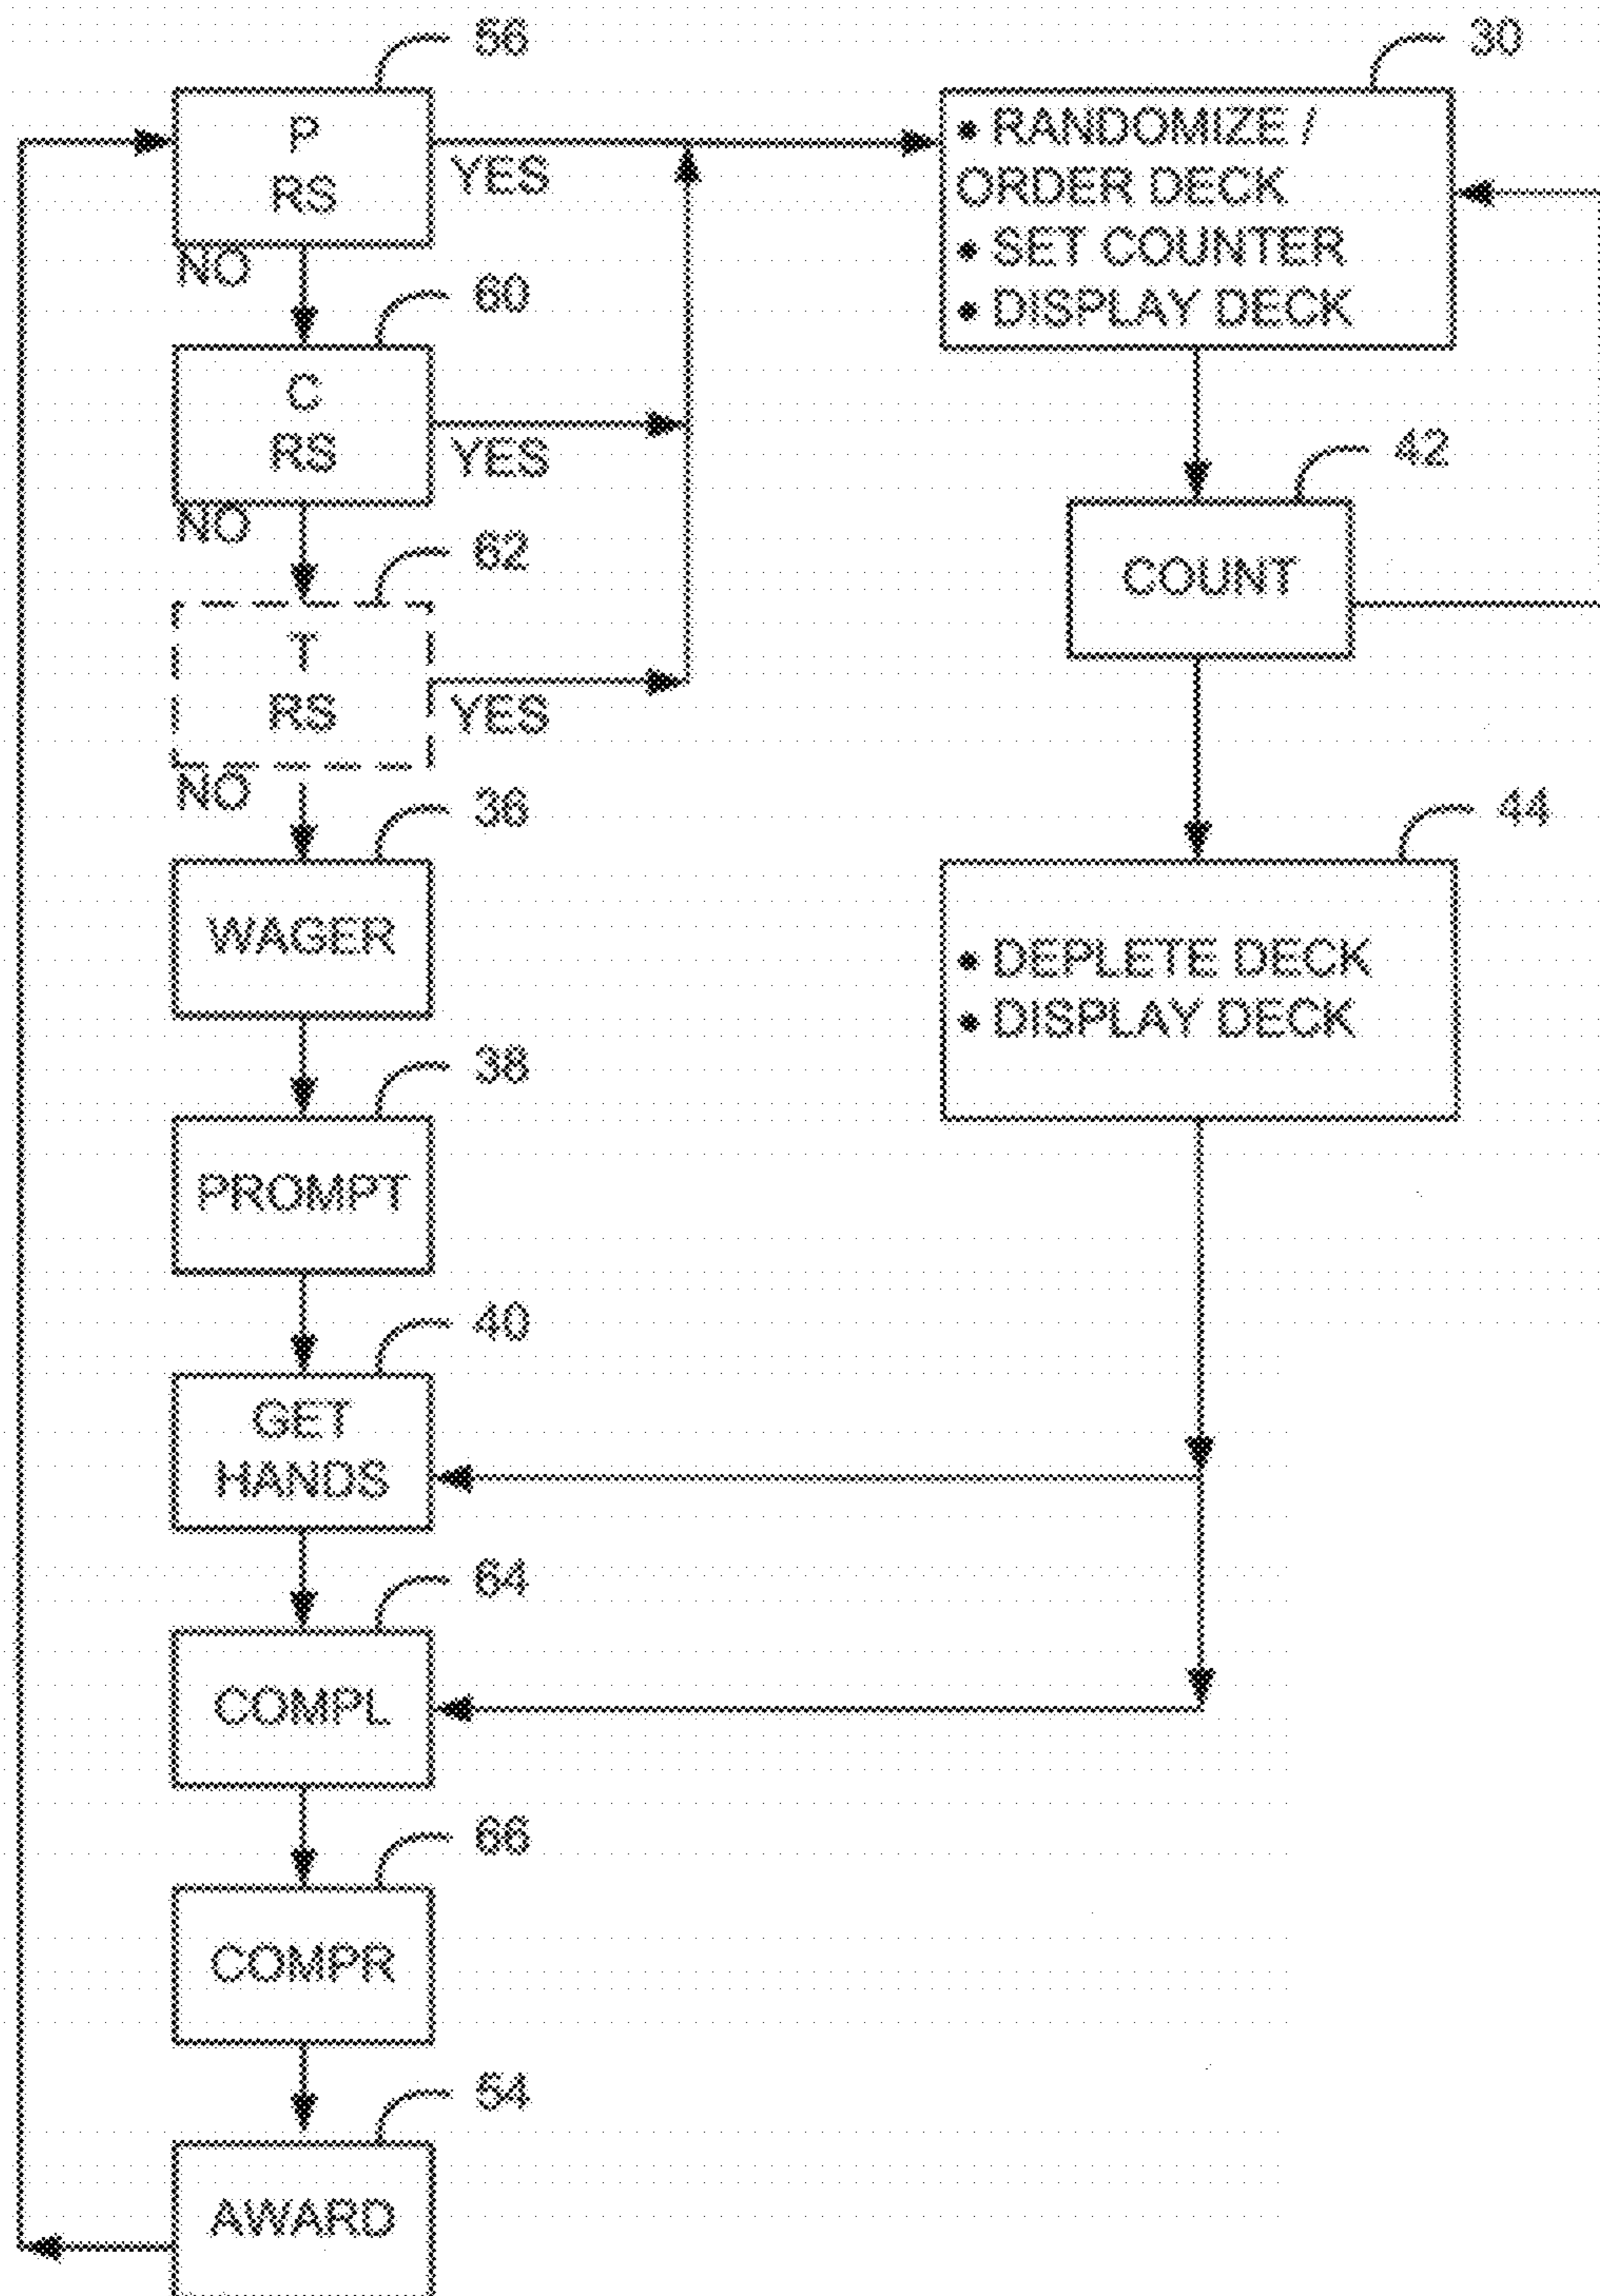 56
P
RS
YES
NO
60
C
RS
YES
NO
62
T
RS
YES
NO
36
WAGER
38
PROMPT
40
GET
HANDS
64
COMPL
66
COMPR
54
AWARD
30
• RANDOMIZE /
ORDER DECK
• SET COUNTER
• DISPLAY DECK
42
COUNT
44
• DEPLETE DECK
• DISPLAY DECK